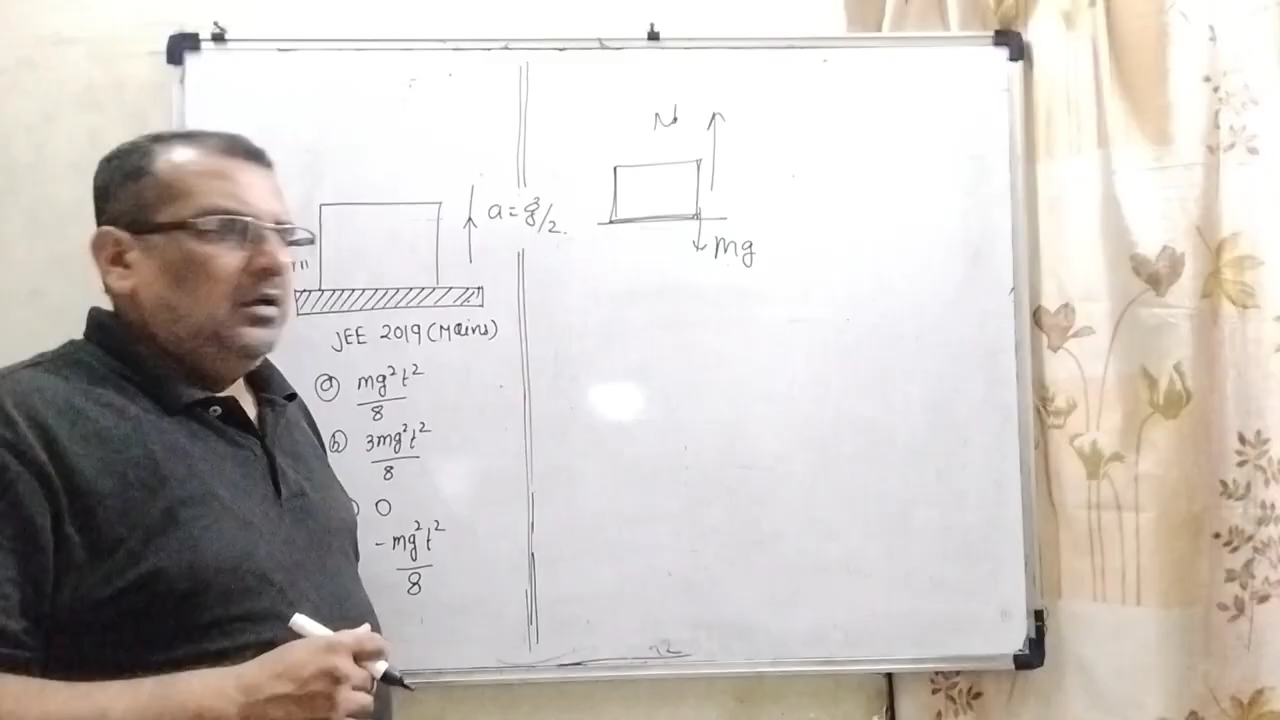 a = g/2.
m
JEE 2019 (Mains)
(a) mg²t²/8
(b) 3mg²t²/8
0
-mg²t²/8
N
mg